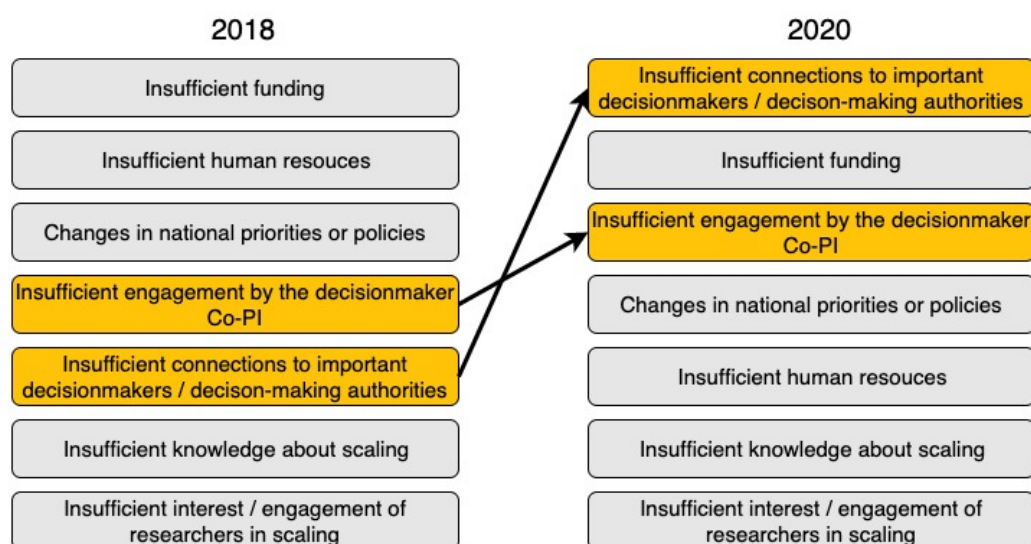 2018
Insufficient funding
Insufficient human resouces
Changes in national priorities or policies
Insufficient engagement by the decisionmaker
Co-PI
Insufficient connections to important
decisionmakers / decison-making authorities
Insufficient knowledge about scaling
Insufficient interest / engagement of
researchers in scaling
2020
Insufficient connections to important
decisionmakers / decison-making authorities
Insufficient funding
Insufficient engagement by the decisionmaker
Co-PI
Changes in national priorities or policies
Insufficient human resouces
Insufficient knowledge about scaling
Insufficient interest / engagement of
researchers in scaling